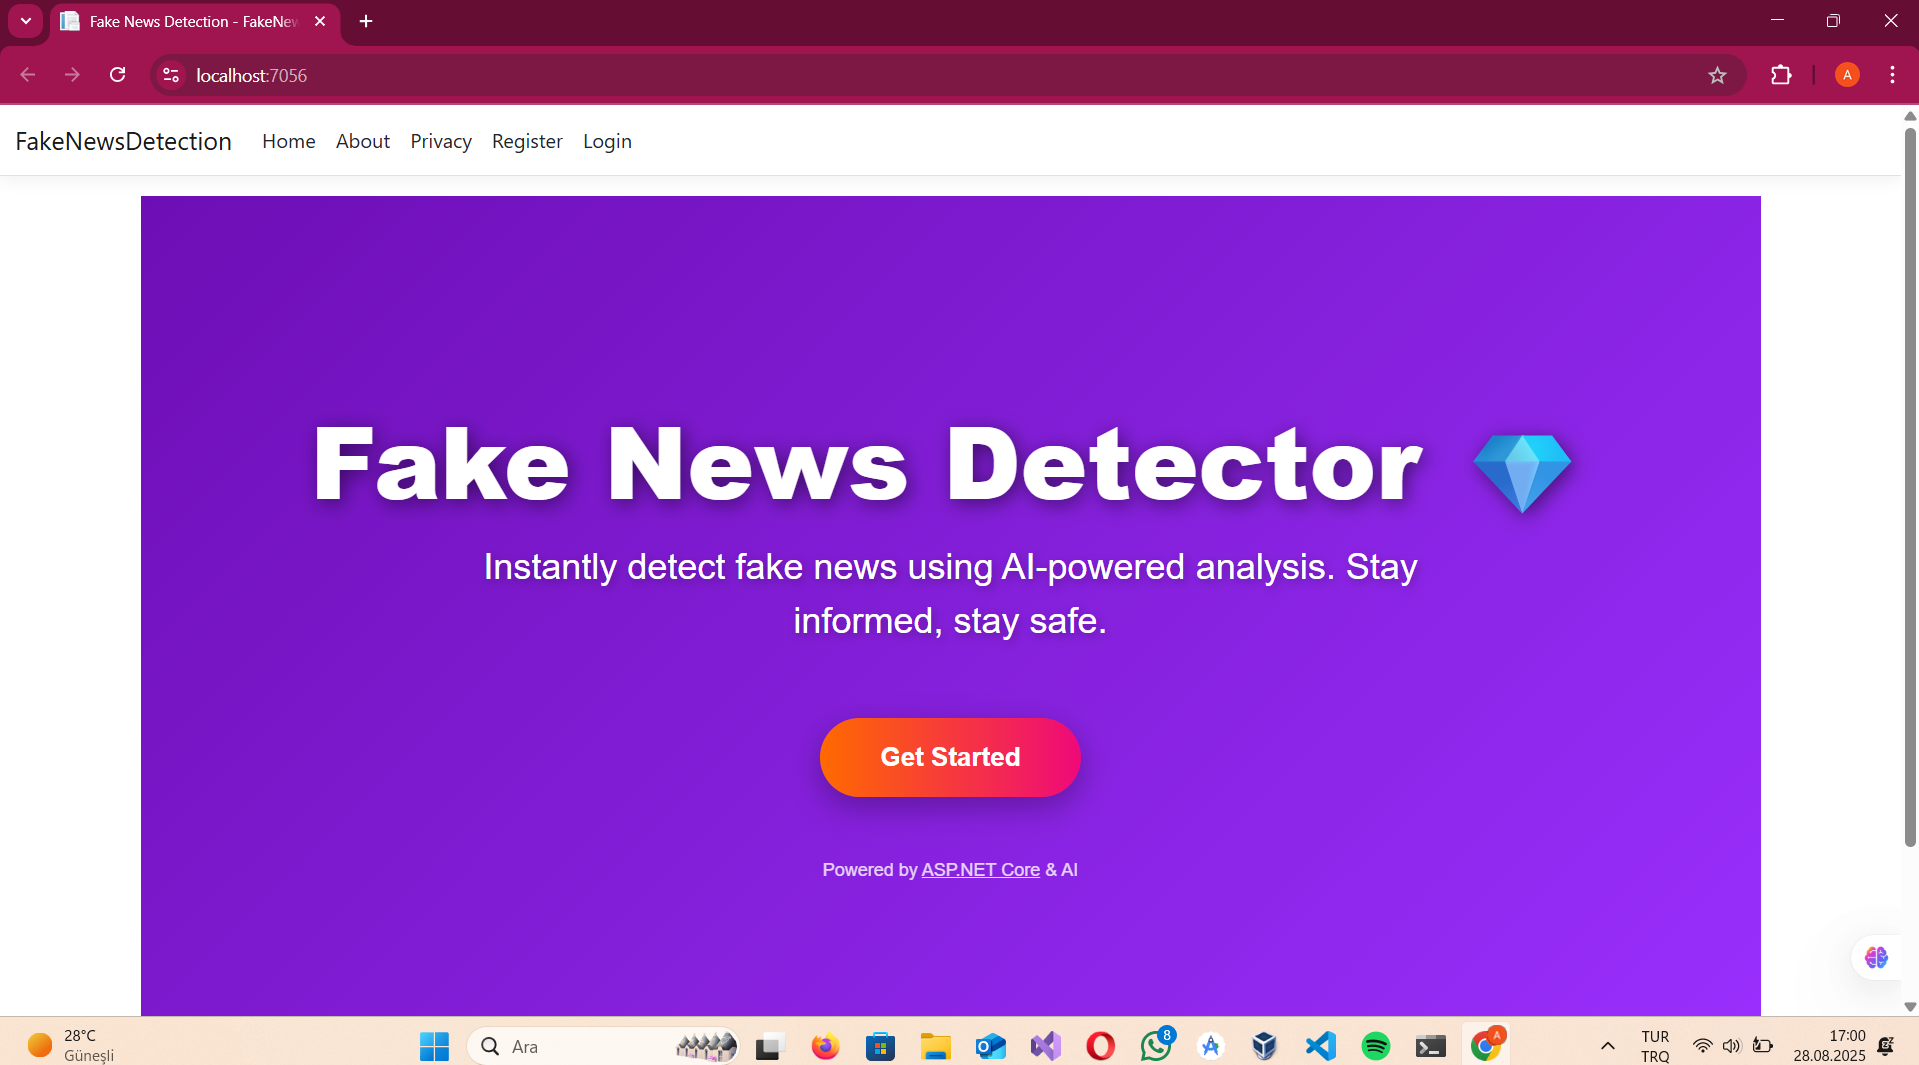 Fake News Detection - FakeNew
localhost:7056
A
FakeNewsDetection Home About Privacy Register Login
Fake News Detector
Instantly detect fake news using AI-powered analysis. Stay
informed, stay safe.
Get Started
Powered by ASP.NET Core & AI
28°C
Güneşli
Ara
8
A
TUR
TRQ
17:00
28.08.2025